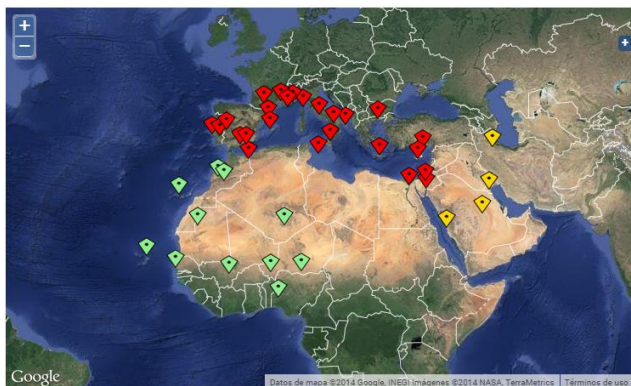 +
−
+
Google
Datos de mapa ©2014 Google, INEGI Imágenes ©2014 NASA, TerraMetrics Términos de uso